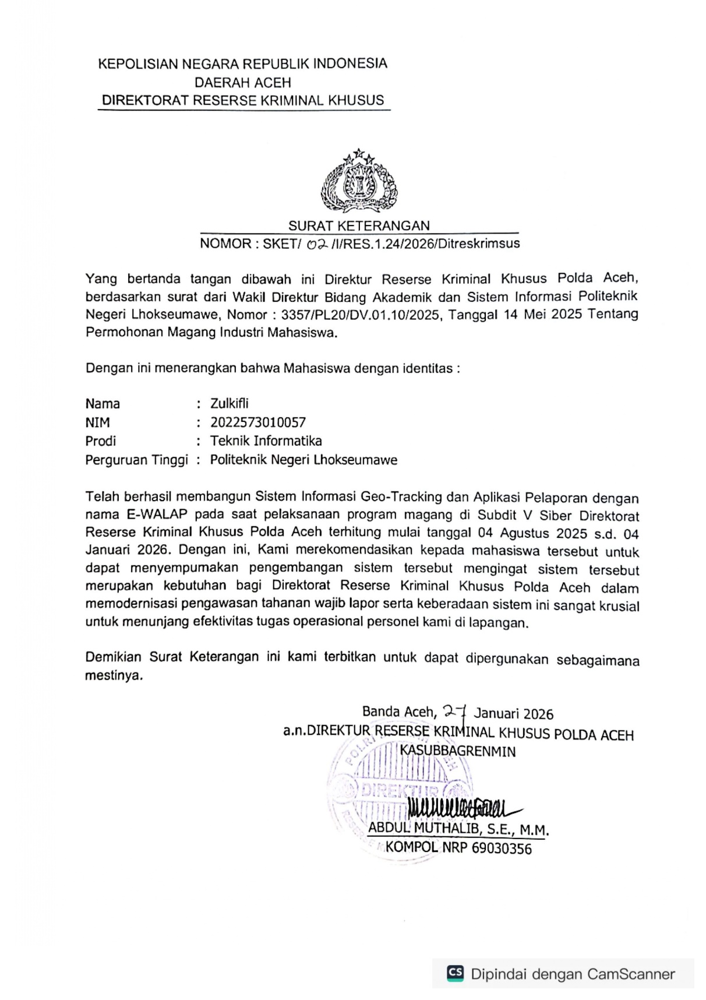 KEPOLISIAN NEGARA REPUBLIK INDONESIA
DAERAH ACEH
DIREKTORAT RESERSE KRIMINAL KHUSUS
SURAT KETERANGAN
NOMOR : SKET/ 02 /I/RES.1.24/2026/Ditreskrimsus
Yang bertanda tangan dibawah ini Direktur Reserse Kriminal Khusus Polda Aceh,
berdasarkan surat dari Wakil Direktur Bidang Akademik dan Sistem Informasi Politeknik
Negeri Lhokseumawe, Nomor : 3357/PL20/DV.01.10/2025, Tanggal 14 Mei 2025 Tentang
Permohonan Magang Industri Mahasiswa.
Dengan ini menerangkan bahwa Mahasiswa dengan identitas :
Nama : Zulkifli
NIM : 2022573010057
Prodi : Teknik Informatika
Perguruan Tinggi : Politeknik Negeri Lhokseumawe
Telah berhasil membangun Sistem Informasi Geo-Tracking dan Aplikasi Pelaporan dengan
nama E-WALAP pada saat pelaksanaan program magang di Subdit V Siber Direktorat
Reserse Kriminal Khusus Polda Aceh terhitung mulai tanggal 04 Agustus 2025 s.d. 04
Januari 2026. Dengan ini, Kami merekomendasikan kepada mahasiswa tersebut untuk
dapat menyempurnakan pengembangan sistem tersebut mengingat sistem tersebut
merupakan kebutuhan bagi Direktorat Reserse Kriminal Khusus Polda Aceh dalam
memodernisasi pengawasan tahanan wajib lapor serta keberadaan sistem ini sangat krusial
untuk menunjang efektivitas tugas operasional personel kami di lapangan.
Demikian Surat Keterangan ini kami terbitkan untuk dapat dipergunakan sebagaimana
mestinya.
Banda Aceh, 27 Januari 2026
a.n.DIREKTUR RESERSE KRIMINAL KHUSUS POLDA ACEH
KASUBBAGRENMIN
POLRI
DIREKTUR
RESERSE
ABDUL MUTHALIB, S.E., M.M.
KOMPOL NRP 69030356
CS Dipindai dengan CamScanner